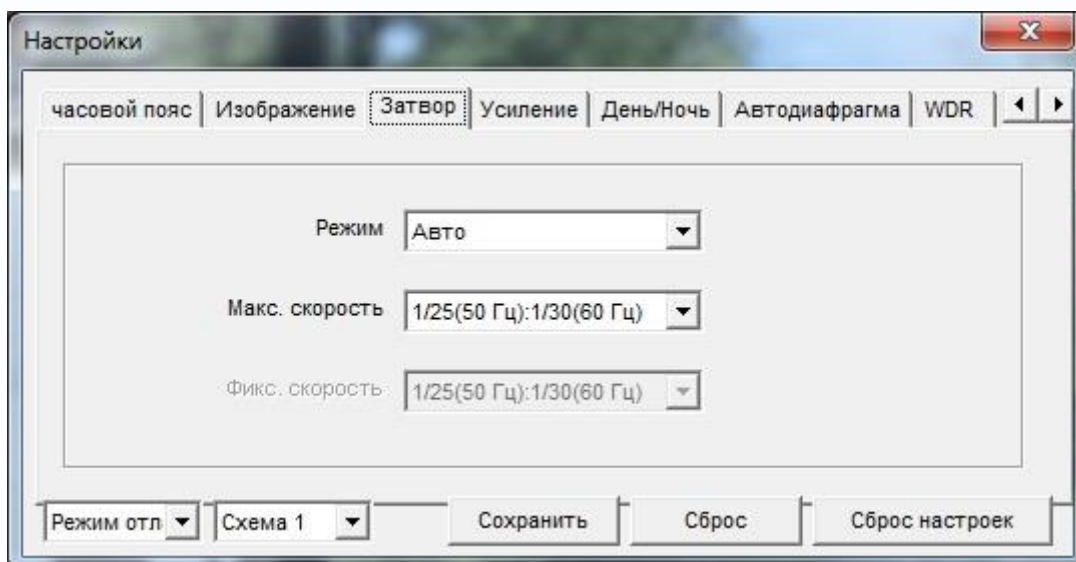 Настройки
часовой пояс Изображение Затвор Усиление День/Ночь Автодиафрагма WDR
Режим Авто
Макс. скорость 1/25(50 Гц):1/30(60 Гц)
Фикс. скорость 1/25(50 Гц):1/30(60 Гц)
Режим отл Схема 1 Сохранить Сброс Сброс настроек